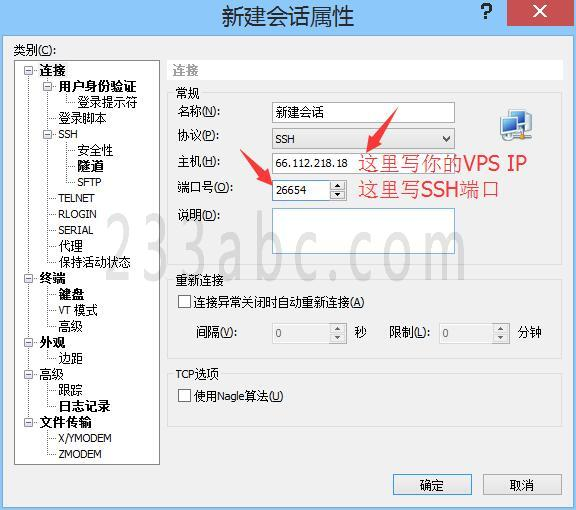 新建会话属性
?
类别(C):
连接
用户身份验证
登录提示符
登录脚本
SSH
安全性
隧道
SFTP
TELNET
RLOGIN
SERIAL
代理
保持活动状态
终端
键盘
VT 模式
高级
外观
边距
高级
跟踪
日志记录
文件传输
X/YMODEM
ZMODEM
连接
常规
名称(N): 新建会话
协议(P): SSH
主机(H): 66.112.218.18 这里写你的VPS IP
端口号(O): 26654 这里写SSH端口
说明(D):
233abc.com
重新连接
连接异常关闭时自动重新连接(A)
间隔(V): 0 秒 限制(L): 0 分钟
TCP选项
使用Nagle算法(U)
确定 取消